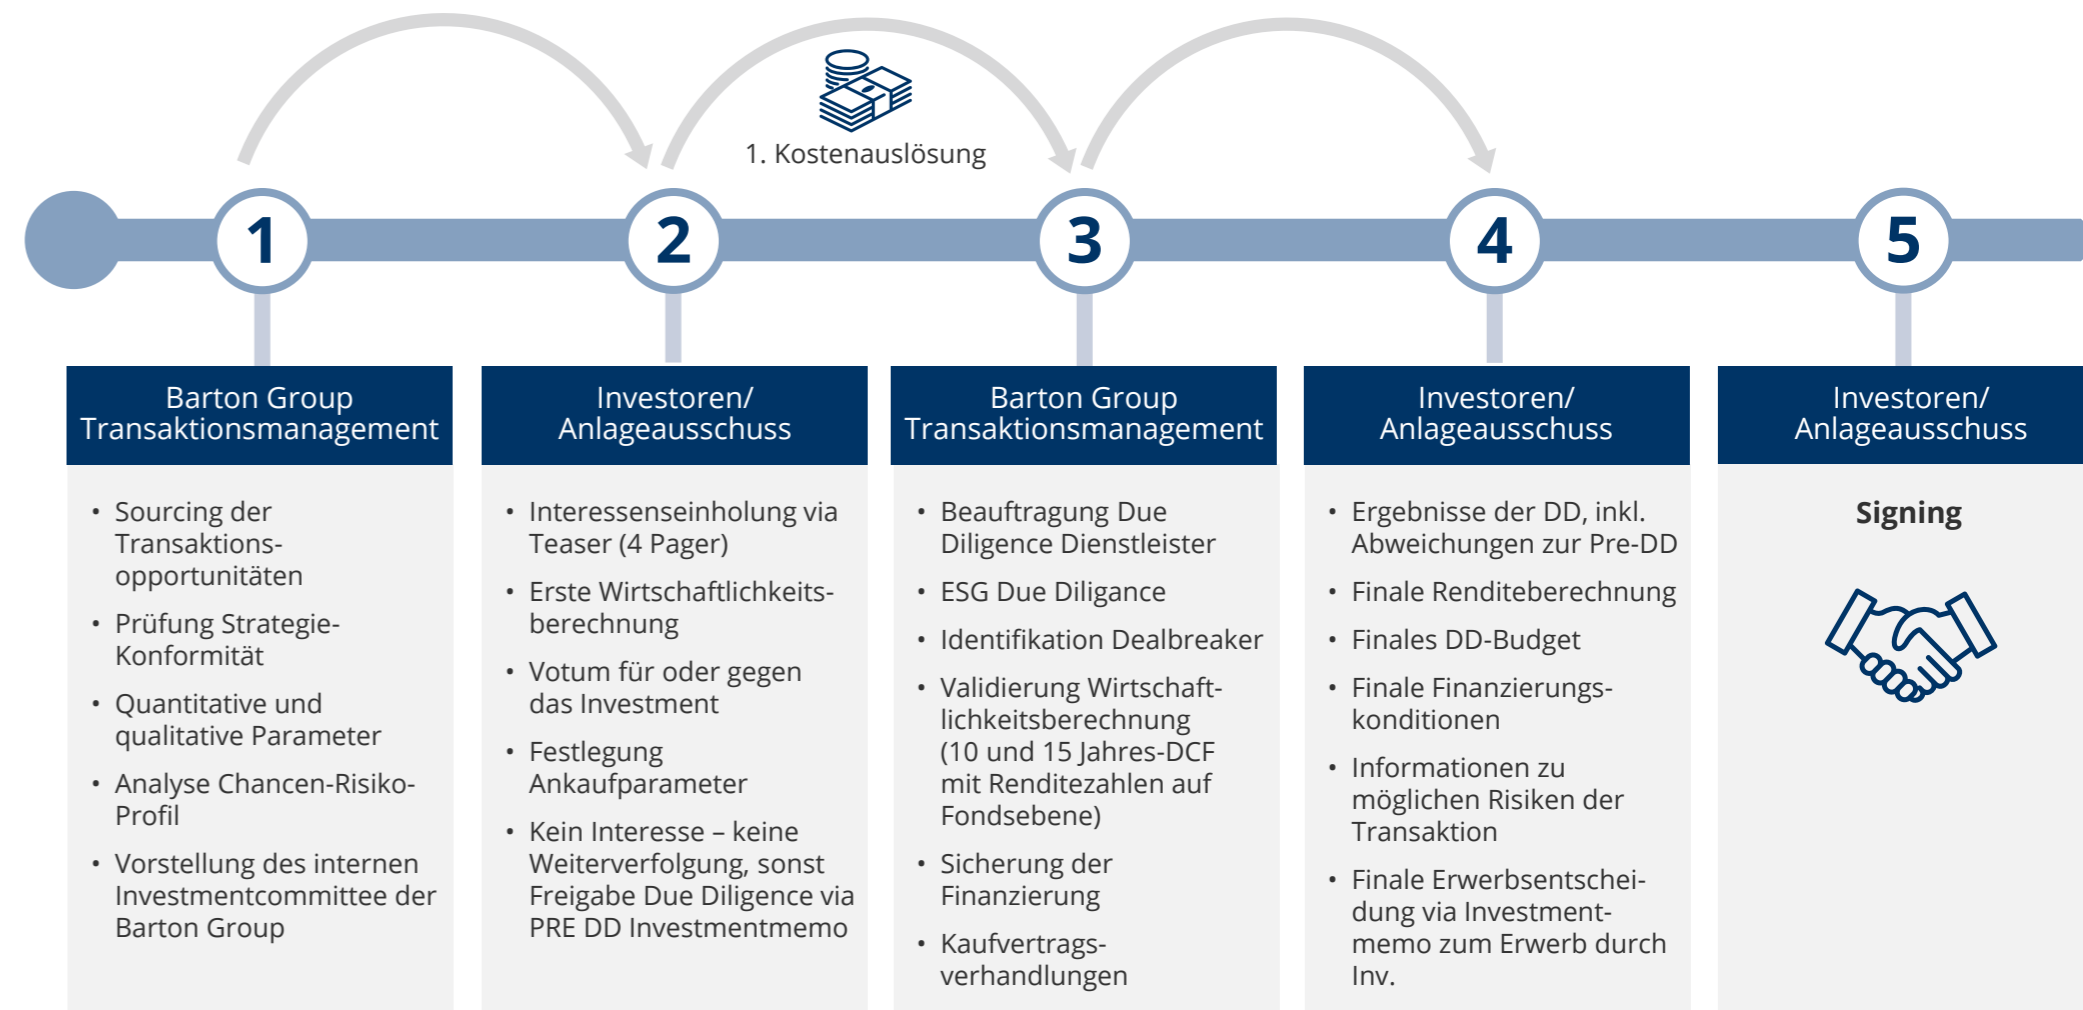 1. Kostenauslösung
1
2
3
4
5
Barton Group
Transaktionsmanagement
• Sourcing der
Transaktions-
opportunitäten
• Prüfung Strategie-
Konformität
• Quantitative und
qualitative Parameter
• Analyse Chancen-Risiko-
Profil
• Vorstellung des internen
Investmentcommittee der
Barton Group
Investoren/
Anlageausschuss
• Interessenseinholung via
Teaser (4 Pager)
• Erste Wirtschaftlichkeits-
berechnung
• Votum für oder gegen
das Investment
• Festlegung
Ankaufparameter
• Kein Interesse – keine
Weiterverfolgung, sonst
Freigabe Due Diligence via
PRE DD Investmentmemo
Barton Group
Transaktionsmanagement
• Beauftragung Due
Diligence Dienstleister
• ESG Due Diligance
• Identifikation Dealbreaker
• Validierung Wirtschaft-
lichkeitsberechnung
(10 und 15 Jahres-DCF
mit Renditezahlen auf
Fondsebene)
• Sicherung der
Finanzierung
• Kaufvertrags-
verhandlungen
Investoren/
Anlageausschuss
• Ergebnisse der DD, inkl.
Abweichungen zur Pre-DD
• Finale Renditeberechnung
• Finales DD-Budget
• Finale Finanzierungs-
konditionen
• Informationen zu
möglichen Risiken der
Transaktion
• Finale Erwerbsentschei-
dung via Investment-
memo zum Erwerb durch
Inv.
Investoren/
Anlageausschuss
Signing